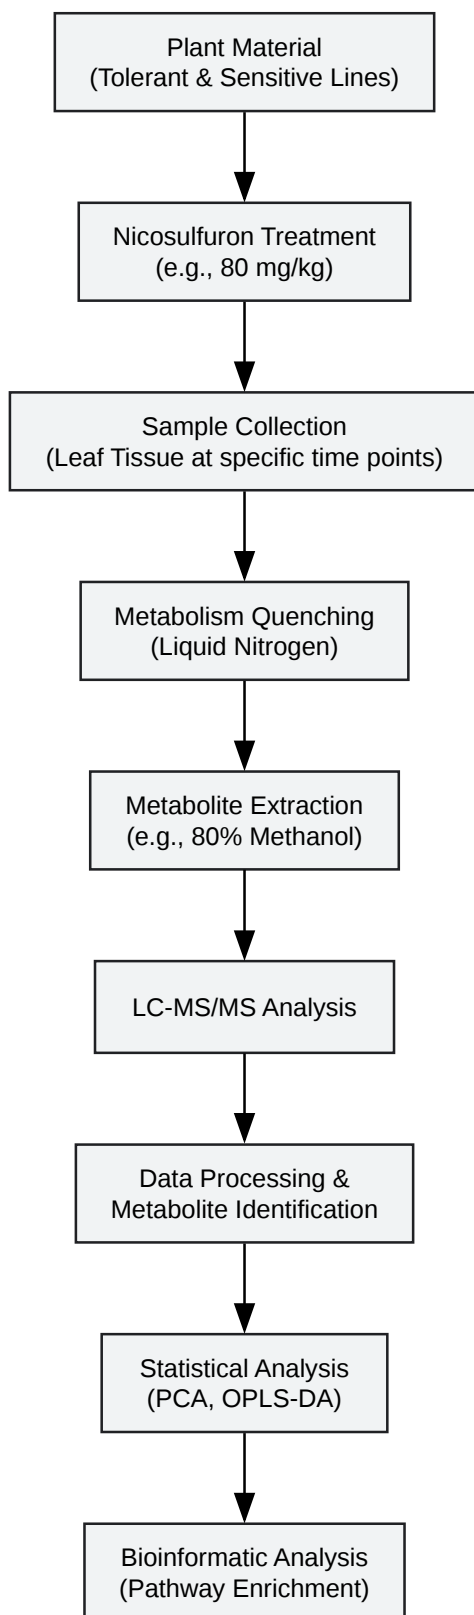 Plant Material
(Tolerant & Sensitive Lines)
Nicosulfuron Treatment
(e.g., 80 mg/kg)
Sample Collection
(Leaf Tissue at specific time points)
Metabolism Quenching
(Liquid Nitrogen)
Metabolite Extraction
(e.g., 80% Methanol)
LC-MS/MS Analysis
Data Processing &
Metabolite Identification
Statistical Analysis
(PCA, OPLS-DA)
Bioinformatic Analysis
(Pathway Enrichment)